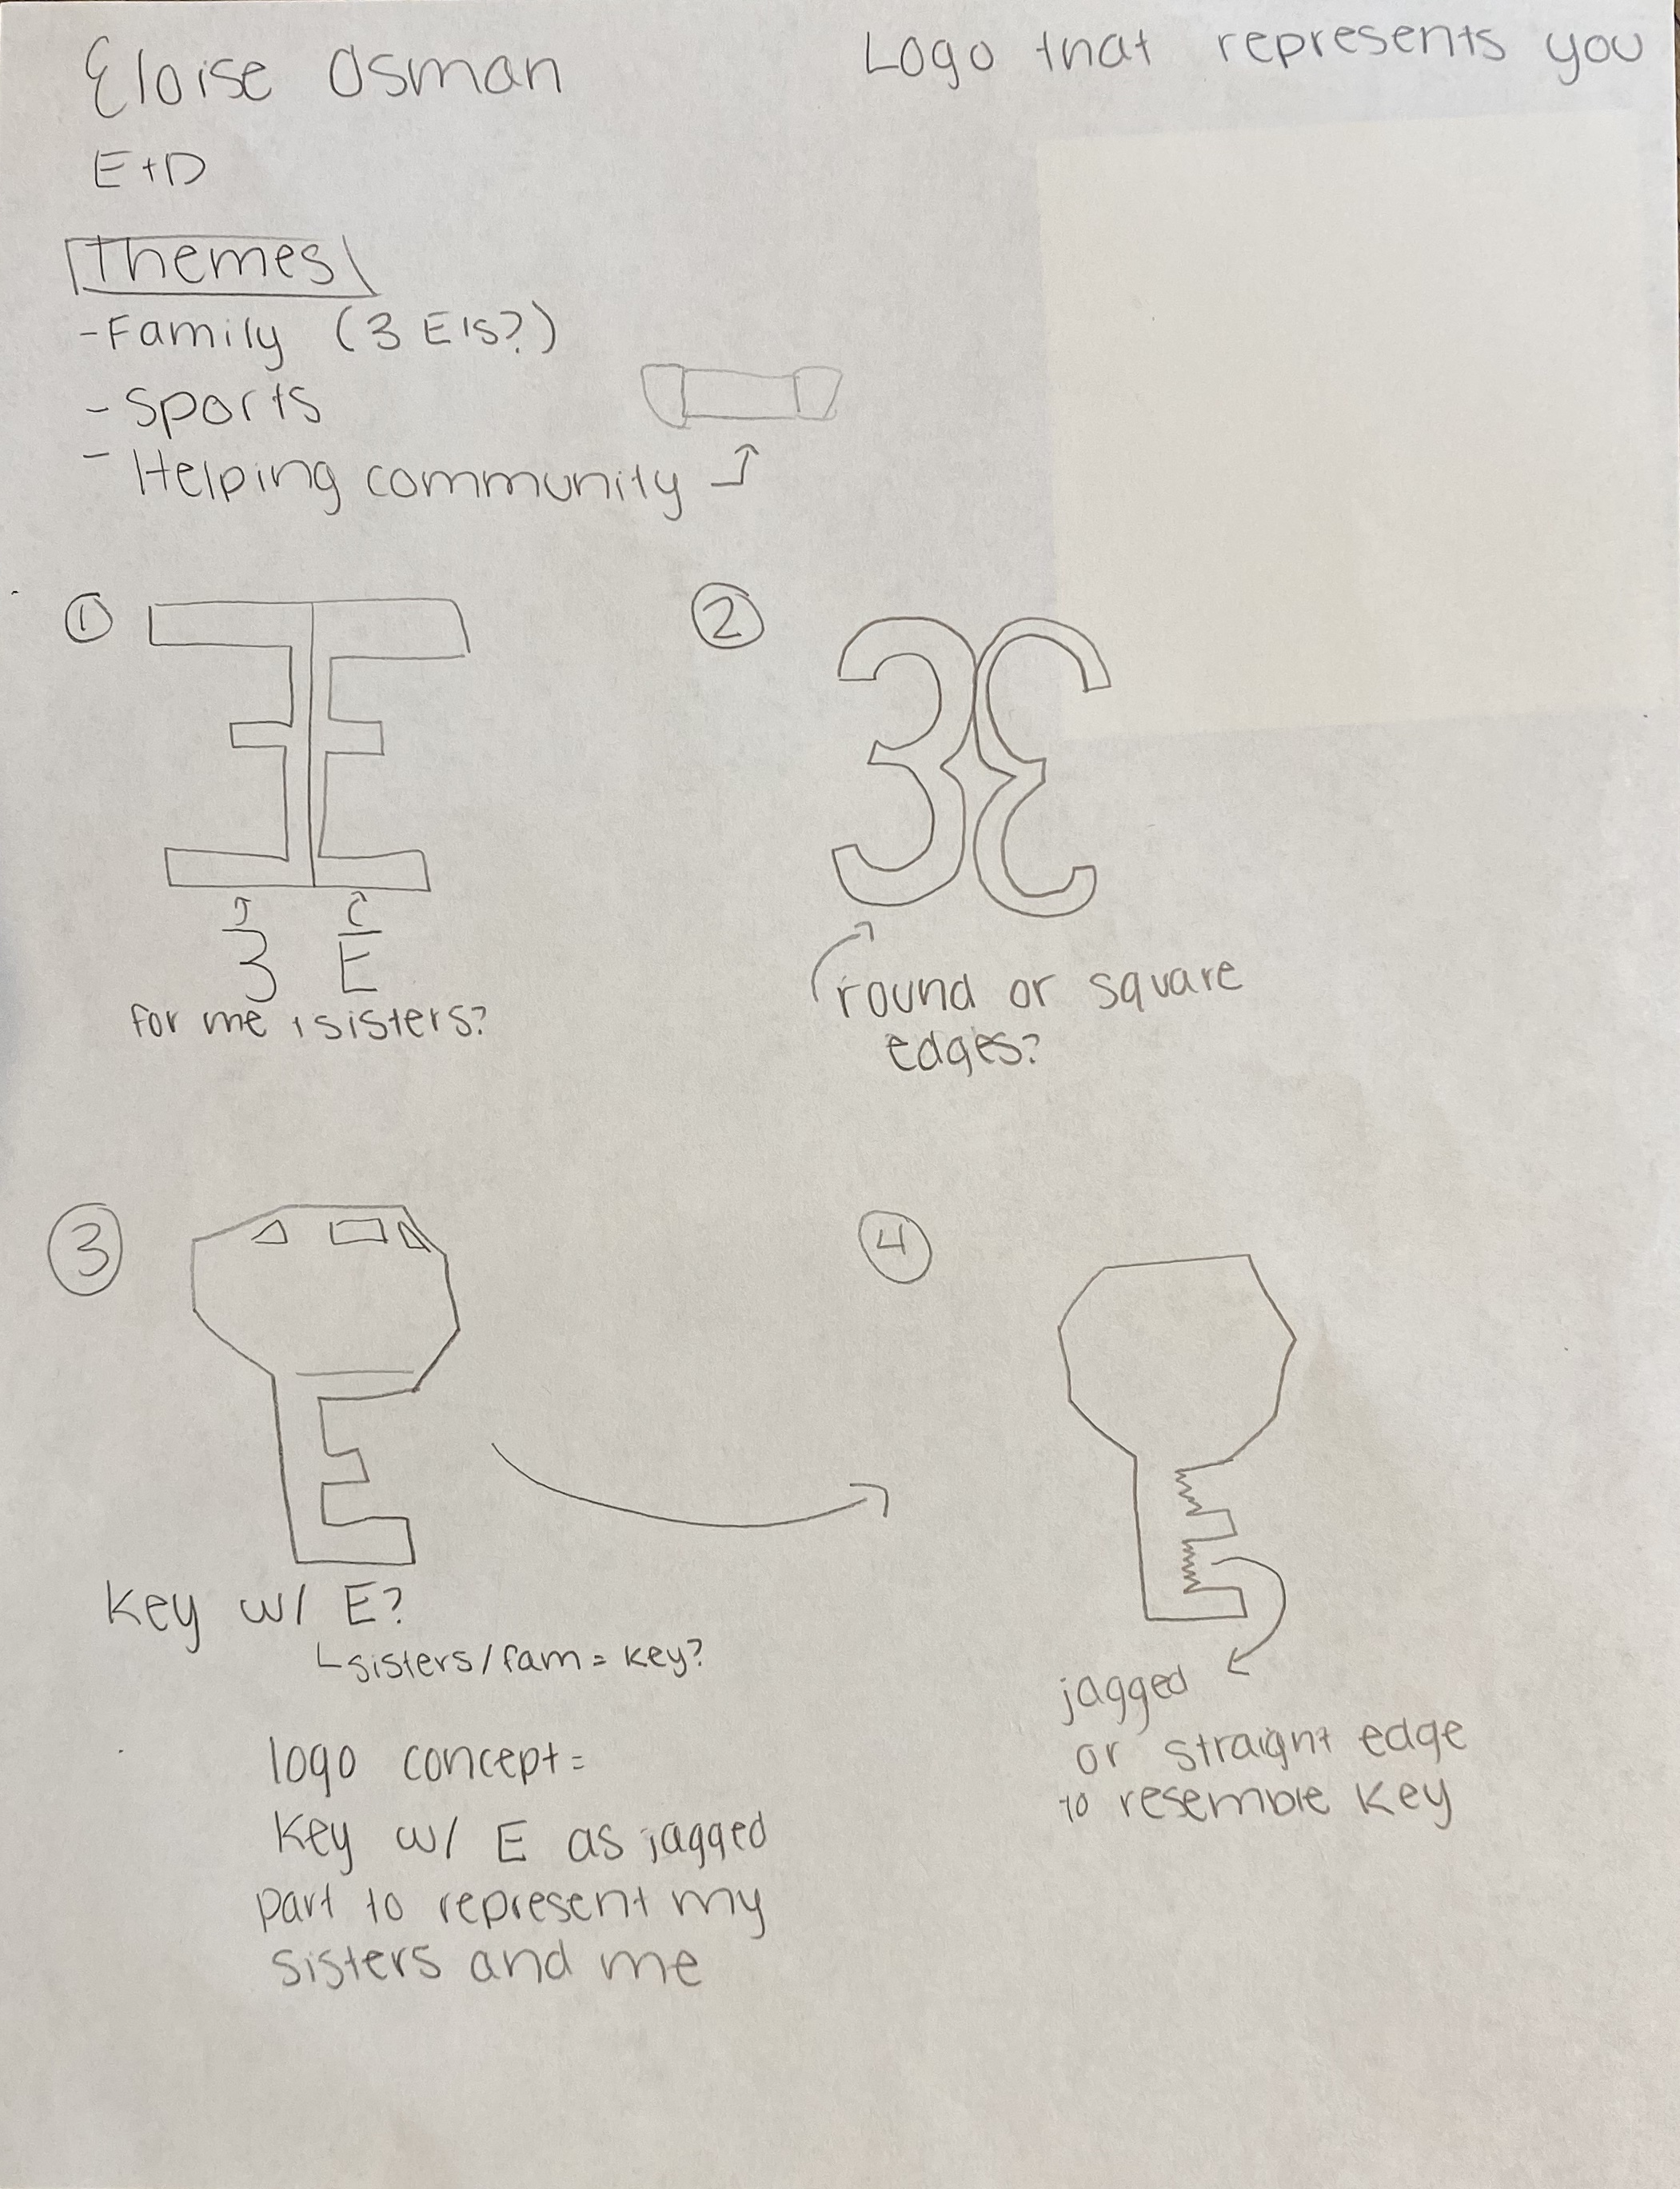 Eloise Osman
Logo that represents you
E+D
Themes
- Family (3 E's?)
- Sports
- Helping community
①
②
3 E
for me + sisters?
round or square
edges?
③
④
Key w/ E?
sisters/fam = key?
jagged
or straight edge
to resemble key
logo concept=
Key w/ E as jagged
part to represent my
sisters and me